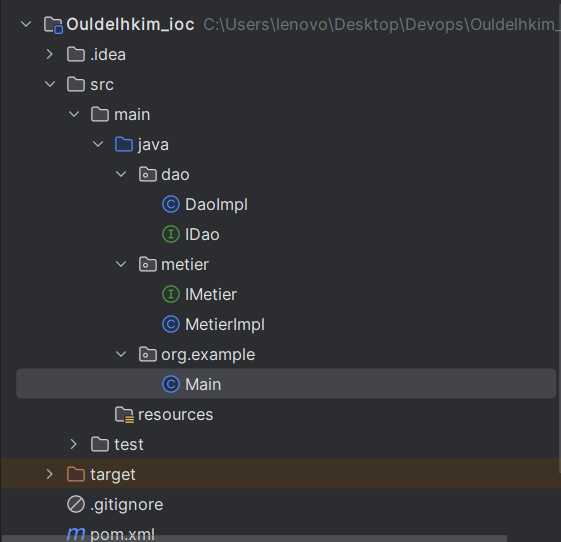 Ouldelhkim_ioc C:\Users\lenovo\Desktop\Devops\Ouldelhkim_
.idea
src
main
java
dao
C DaoImpl
I IDao
metier
I IMetier
C MetierImpl
org.example
C Main
resources
test
target
.gitignore
m pom.xml